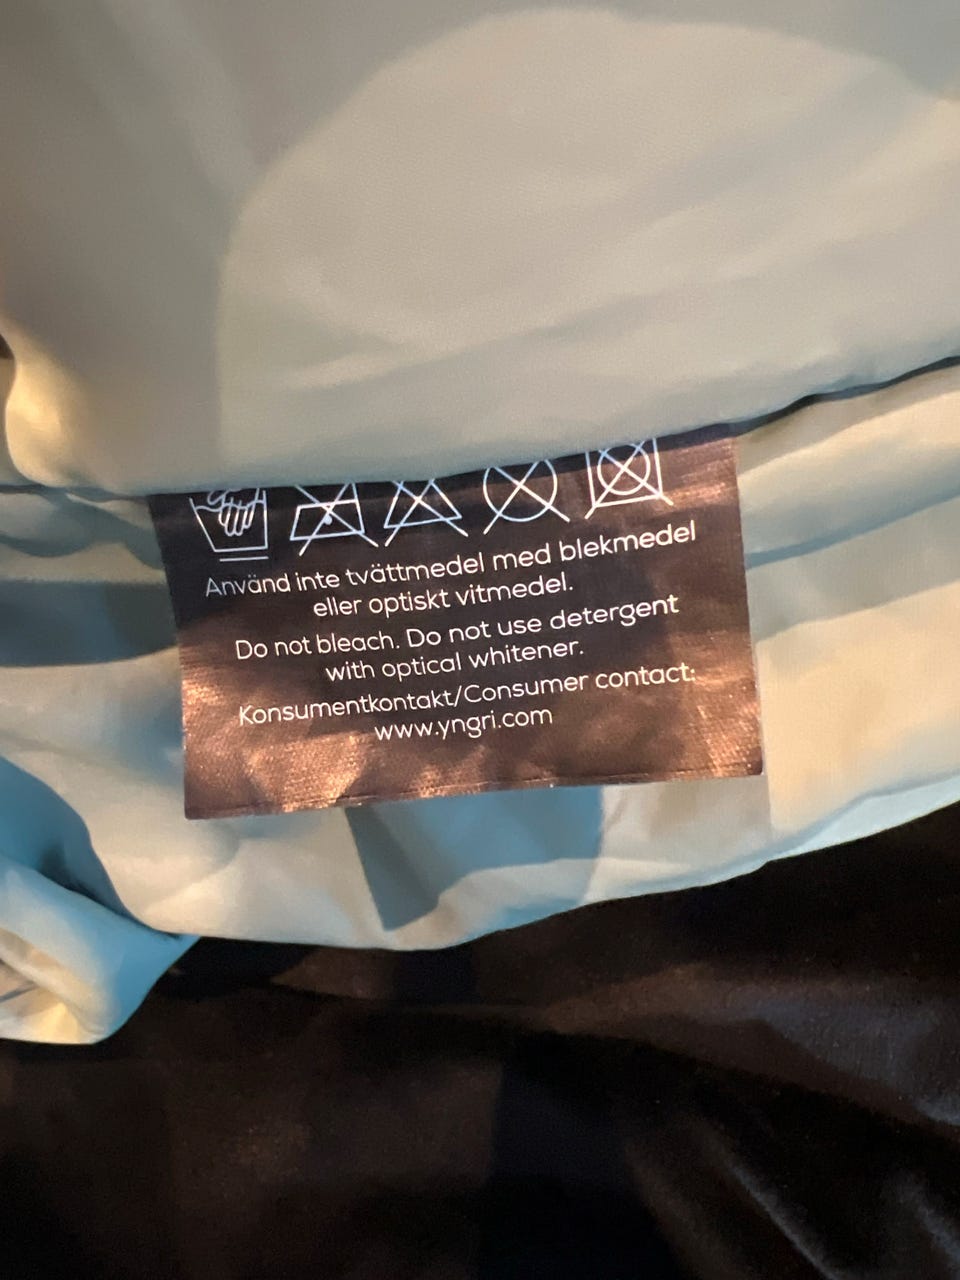 Använd inte tvättmedel med blekmedel
eller optiskt vitmedel.
Do not bleach. Do not use detergent
with optical whitener.
Konsumentkontakt/Consumer contact:
www.yngri.com